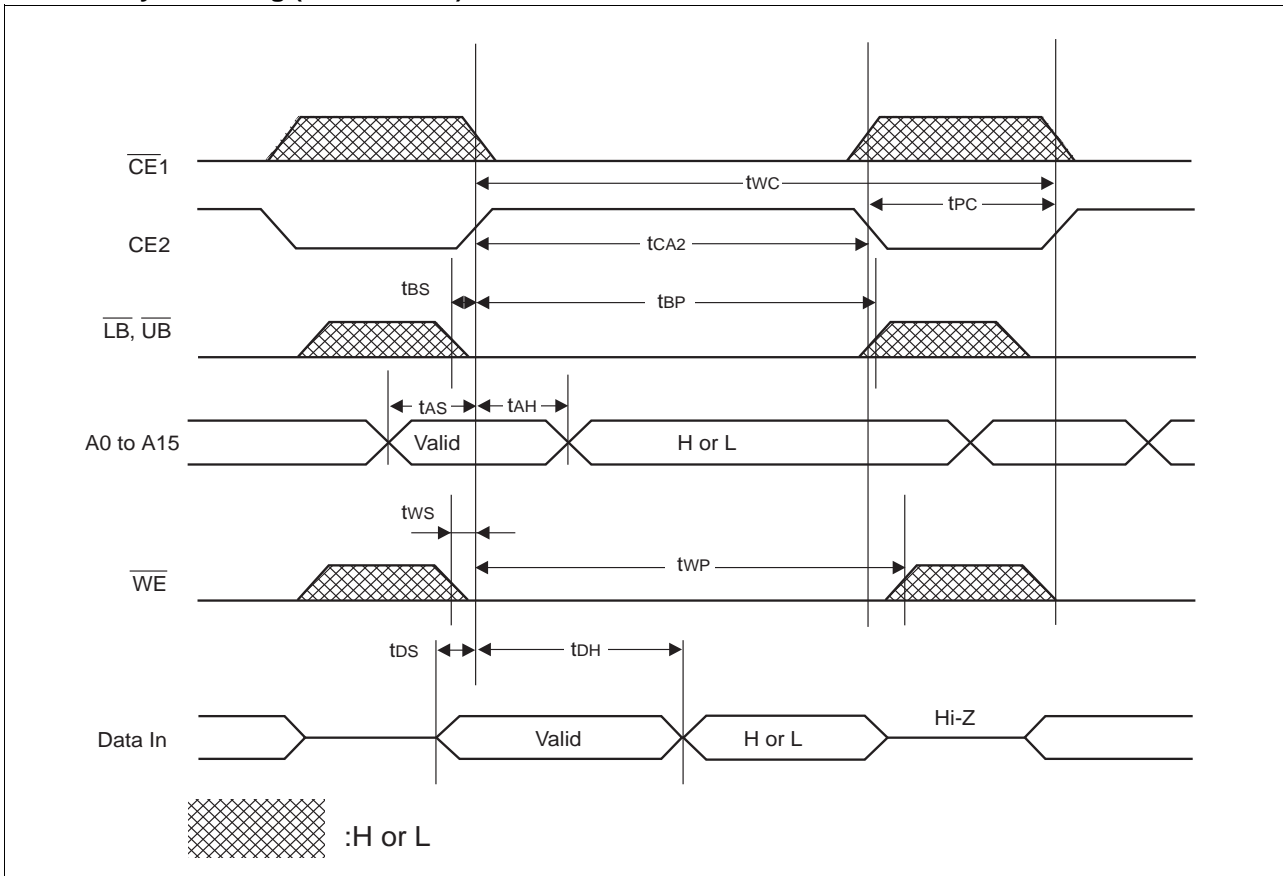 CE1
tWC
tPC
CE2
tCA2
tBS
tBP
LB, UB
tAS
tAH
A0 to A15
Valid
H or L
tWS
tWP
WE
tDS
tDH
Hi-Z
Data In
Valid
H or L
:H or L